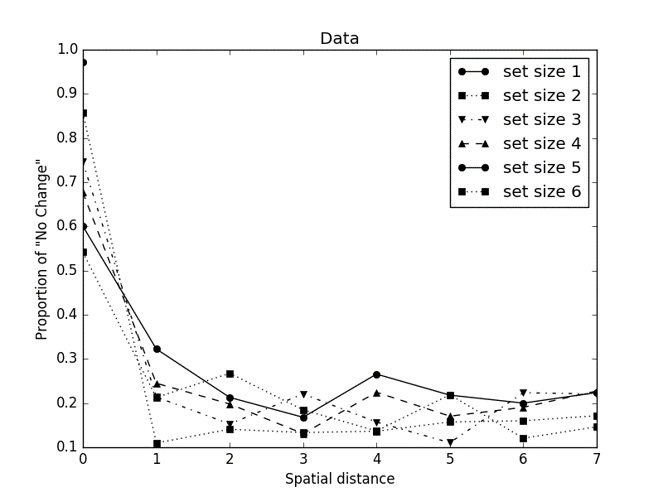 Data
1.0
0.9
0.8
0.7
0.6
0.5
0.4
0.3
0.2
0.1
Proportion of "No Change"
set size 1
set size 2
set size 3
set size 4
set size 5
set size 6
0 1 2 3 4 5 6 7
Spatial distance